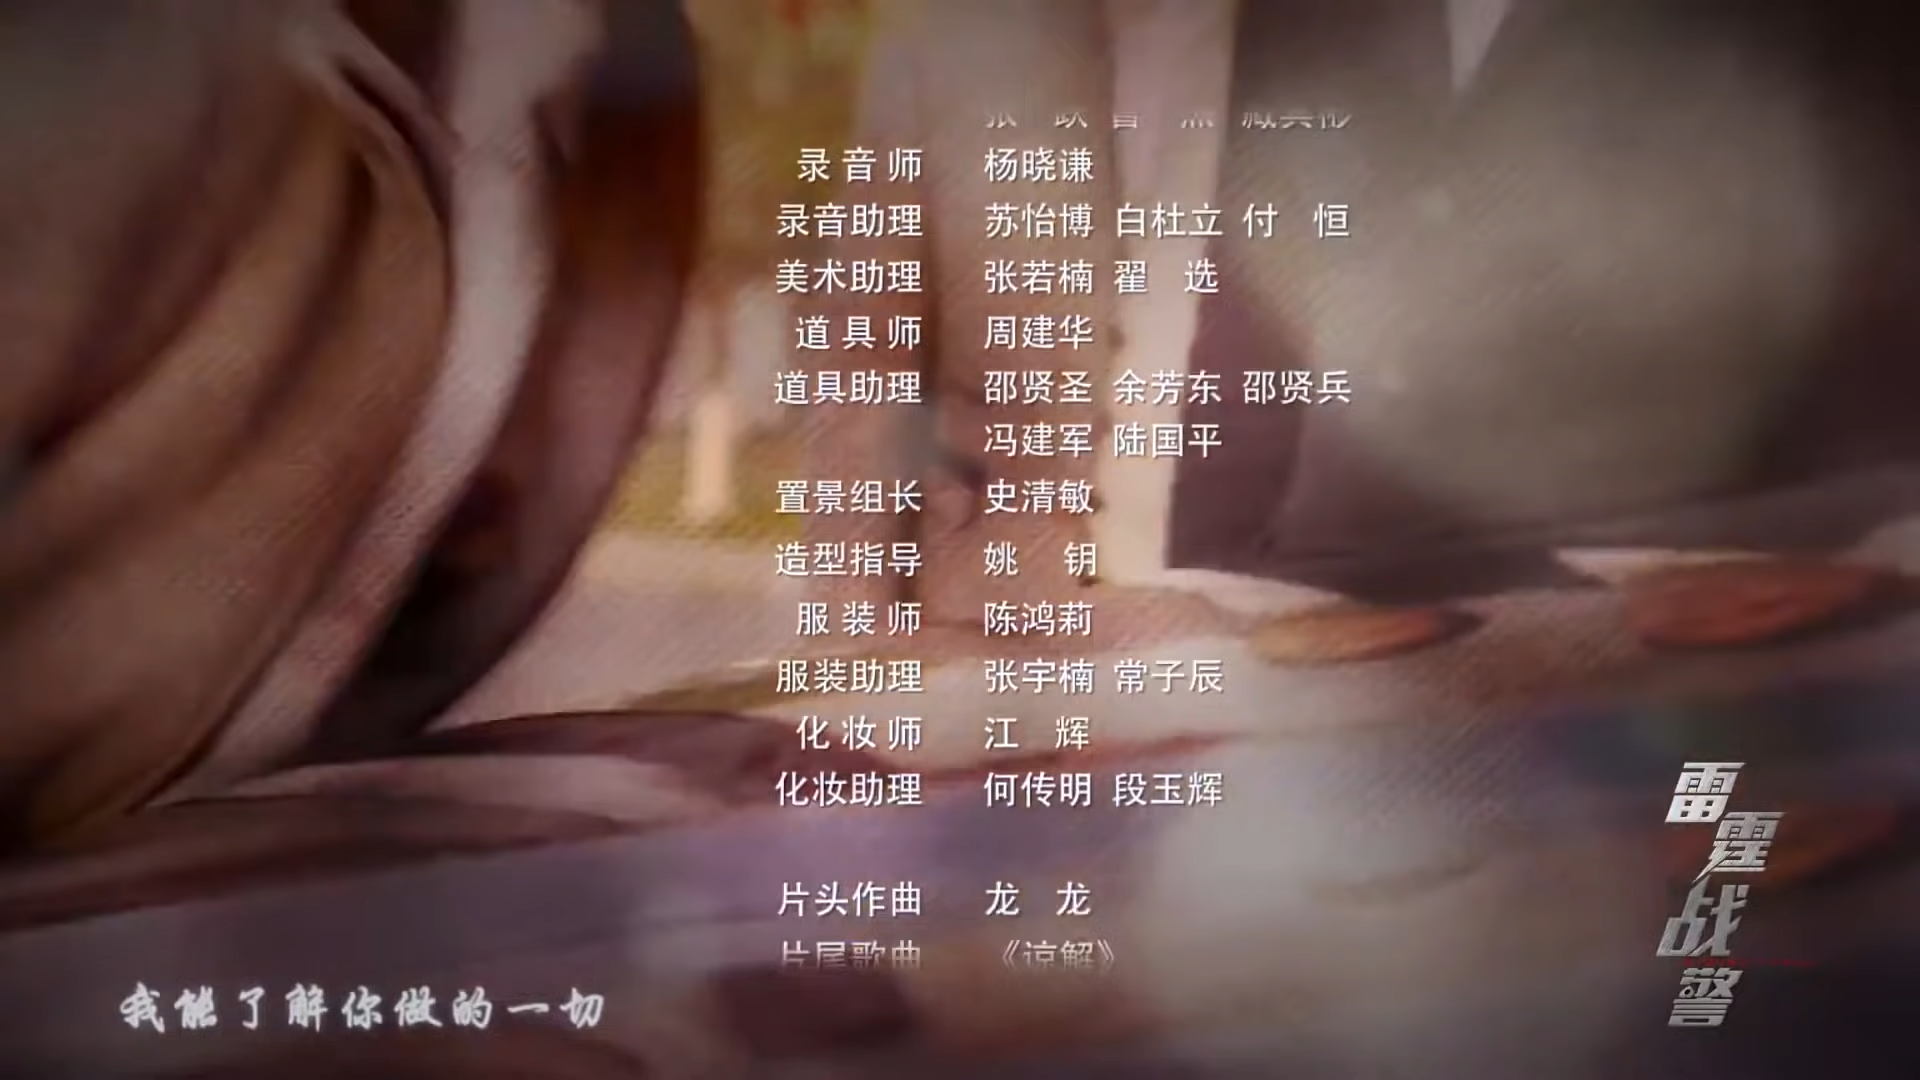 录音师 杨晓谦
录音助理 苏怡博 白杜立 付 恒
美术助理 张若楠 翟 选
道具师 周建华
道具助理 邵贤圣 余芳东 邵贤兵
冯建军 陆国平
置景组长 史清敏
造型指导 姚 钥
服装师 陈鸿莉
服装助理 张宇楠 常子辰
化妆师 江 辉
化妆助理 何传明 段玉辉
片头作曲 龙 龙
片尾歌曲 《谅解》
我能了解你做的一切
雷霆战警